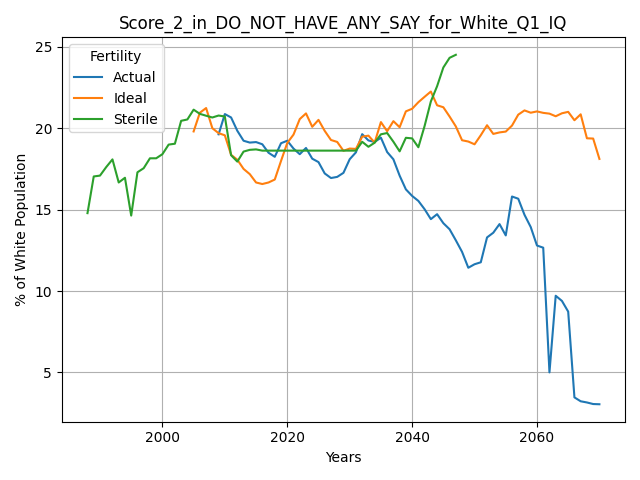 Score_2_in_DO_NOT_HAVE_ANY_SAY_for_White_Q1_IQ
25
20
15
10
5
% of White Population
Fertility
Actual
Ideal
Sterile
2000
2020
2040
2060
Years